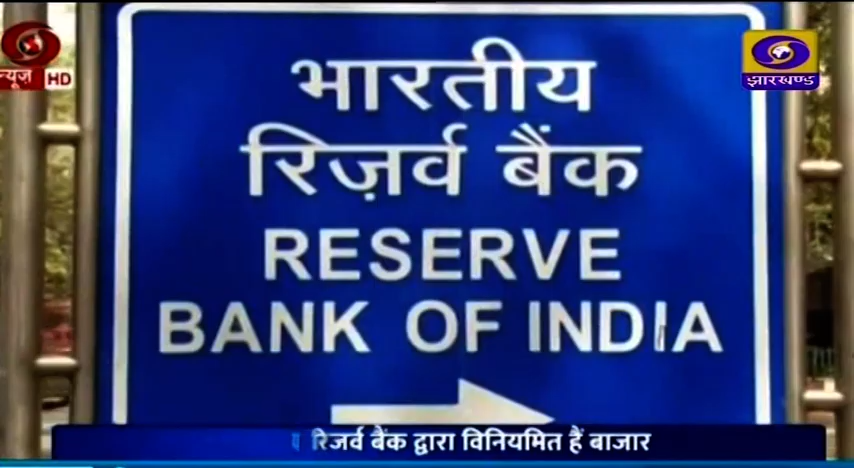 न्यूज़ HD
झारखण्ड
भारतीय
रिज़र्व बैंक
RESERVE
BANK OF INDIA
रिजर्व बैंक द्वारा विनियमित हैं बाजार